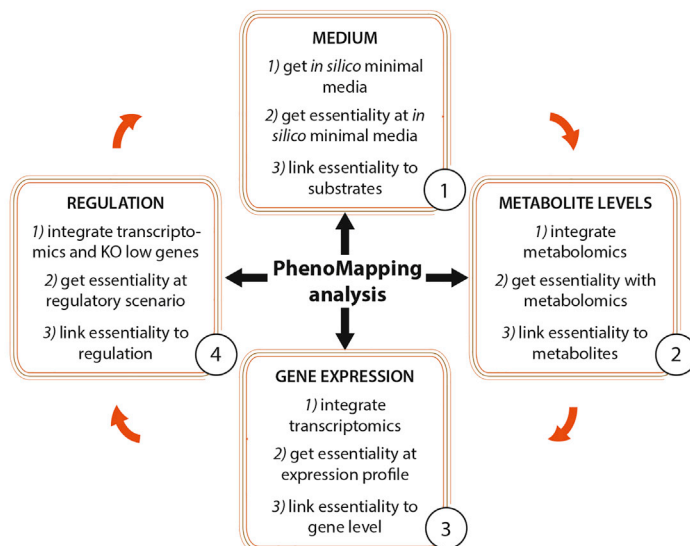 MEDIUM
1) get in silico minimal
media
2) get essentiality at in
silico minimal media
3) link essentiality to
substrates
1
REGULATION
1) integrate transcripto-
mics and KO low genes
2) get essentiality at
regulatory scenario
3) link essentiality to
regulation
4
PhenoMapping
analysis
METABOLITE LEVELS
1) integrate
metabolomics
2) get essentiality with
metabolomics
3) link essentiality to
metabolites
2
GENE EXPRESSION
1) integrate
transcriptomics
2) get essentiality at
expression profile
3) link essentiality to
gene level
3